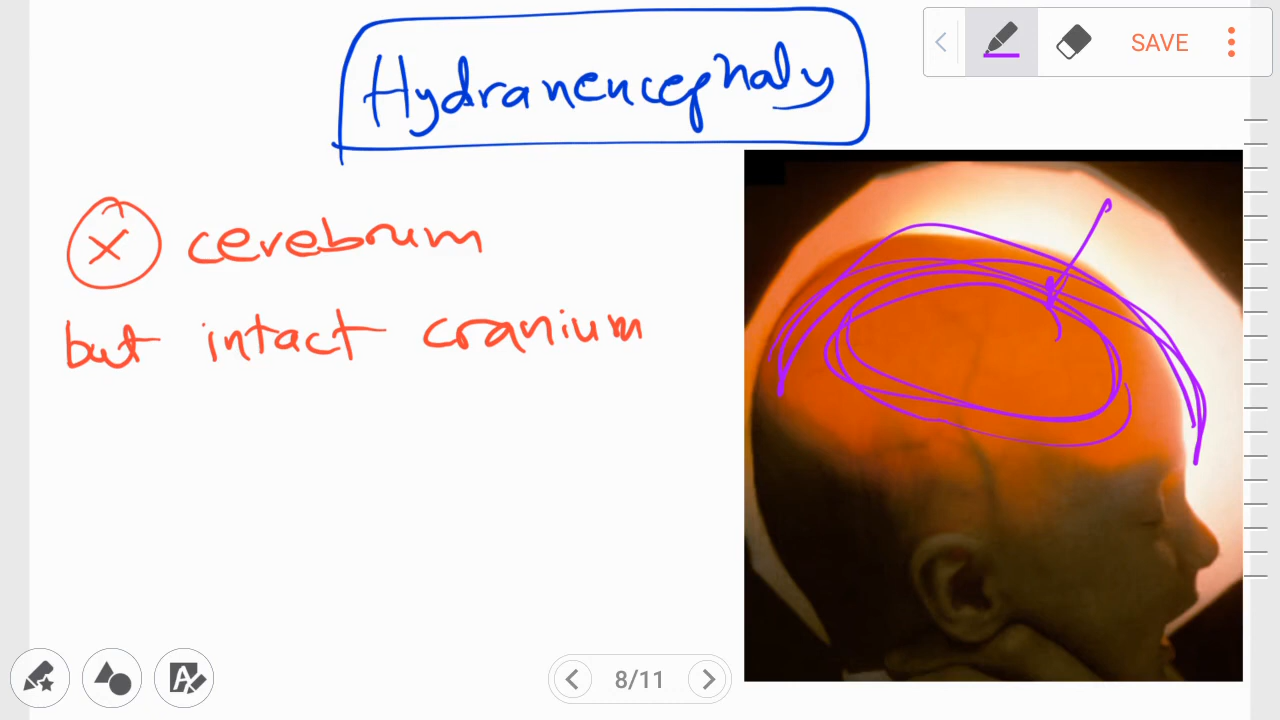 Hydranencephaly
SAVE
X cerebrum
but intact cranium
8/11
A